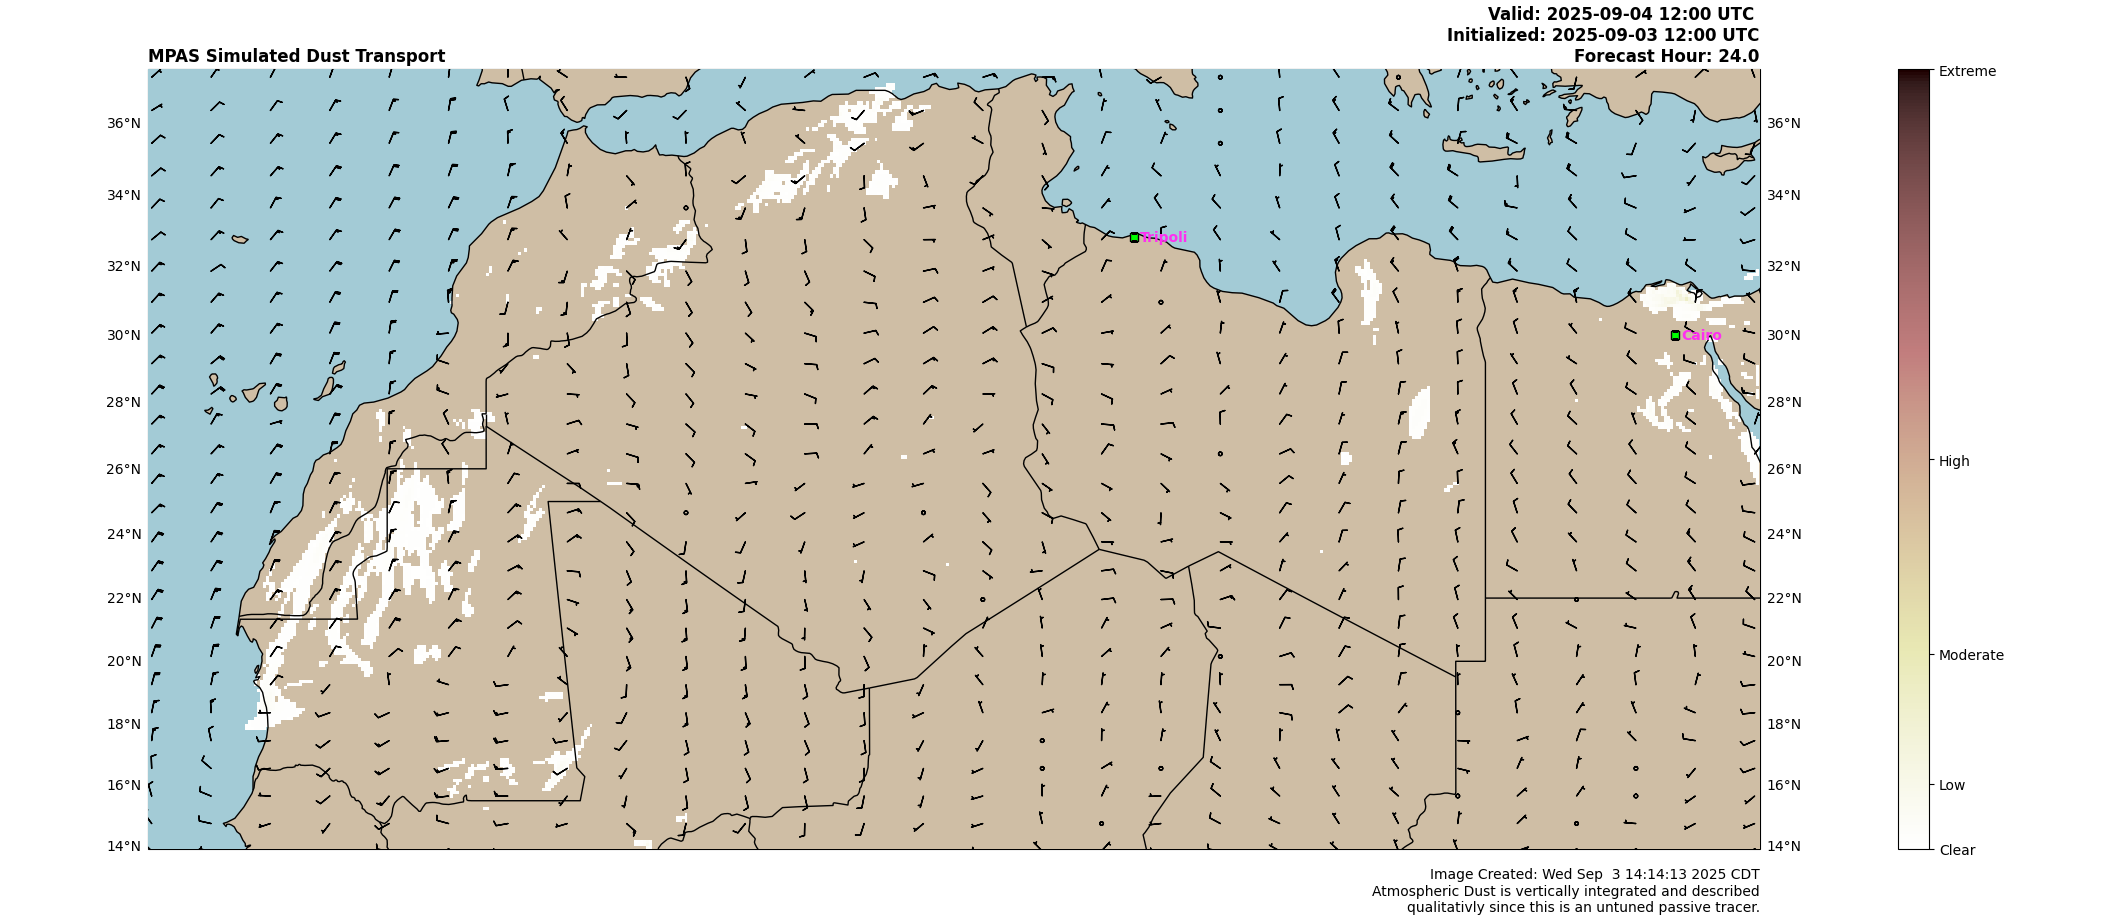 Valid: 2025-09-04 12:00 UTC
Initialized: 2025-09-03 12:00 UTC
MPAS Simulated Dust Transport
Forecast Hour: 24.0
Extreme
36°N
36°N
34°N
34°N
Tripoli
32°N
32°N
30°N
Cairo
30°N
28°N
28°N
26°N
26°N
High
24°N
24°N
22°N
22°N
20°N
20°N
Moderate
18°N
18°N
16°N
16°N
Low
14°N
14°N
Clear
Image Created: Wed Sep  3 14:14:13 2025 CDT
Atmospheric Dust is vertically integrated and described
qualitativly since this is an untuned passive tracer.